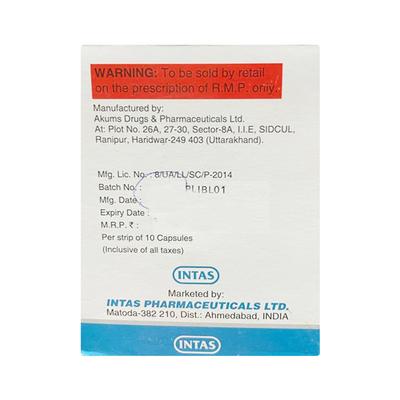 WARNING: To be sold by retail
on the prescription of R.M.P. only.
Manufactured by:
Akums Drugs & Pharmaceuticals Ltd.
At: Plot No. 26A, 27-30, Sector-8A, I.I.E, SIDCUL,
Ranipur, Haridwar-249 403 (Uttarakhand).
Mfg. Lic. No. :8/UA/LL/SC/P-2014
Batch No. : PLIBL01
Mfg. Date :
Expiry Date :
M.R.P. ₹ :
Per strip of 10 Capsules
(Inclusive of all taxes)
INTAS
Marketed by:
INTAS PHARMACEUTICALS LTD.
Matoda-382 210, Dist.: Ahmedabad, INDIA
INTAS